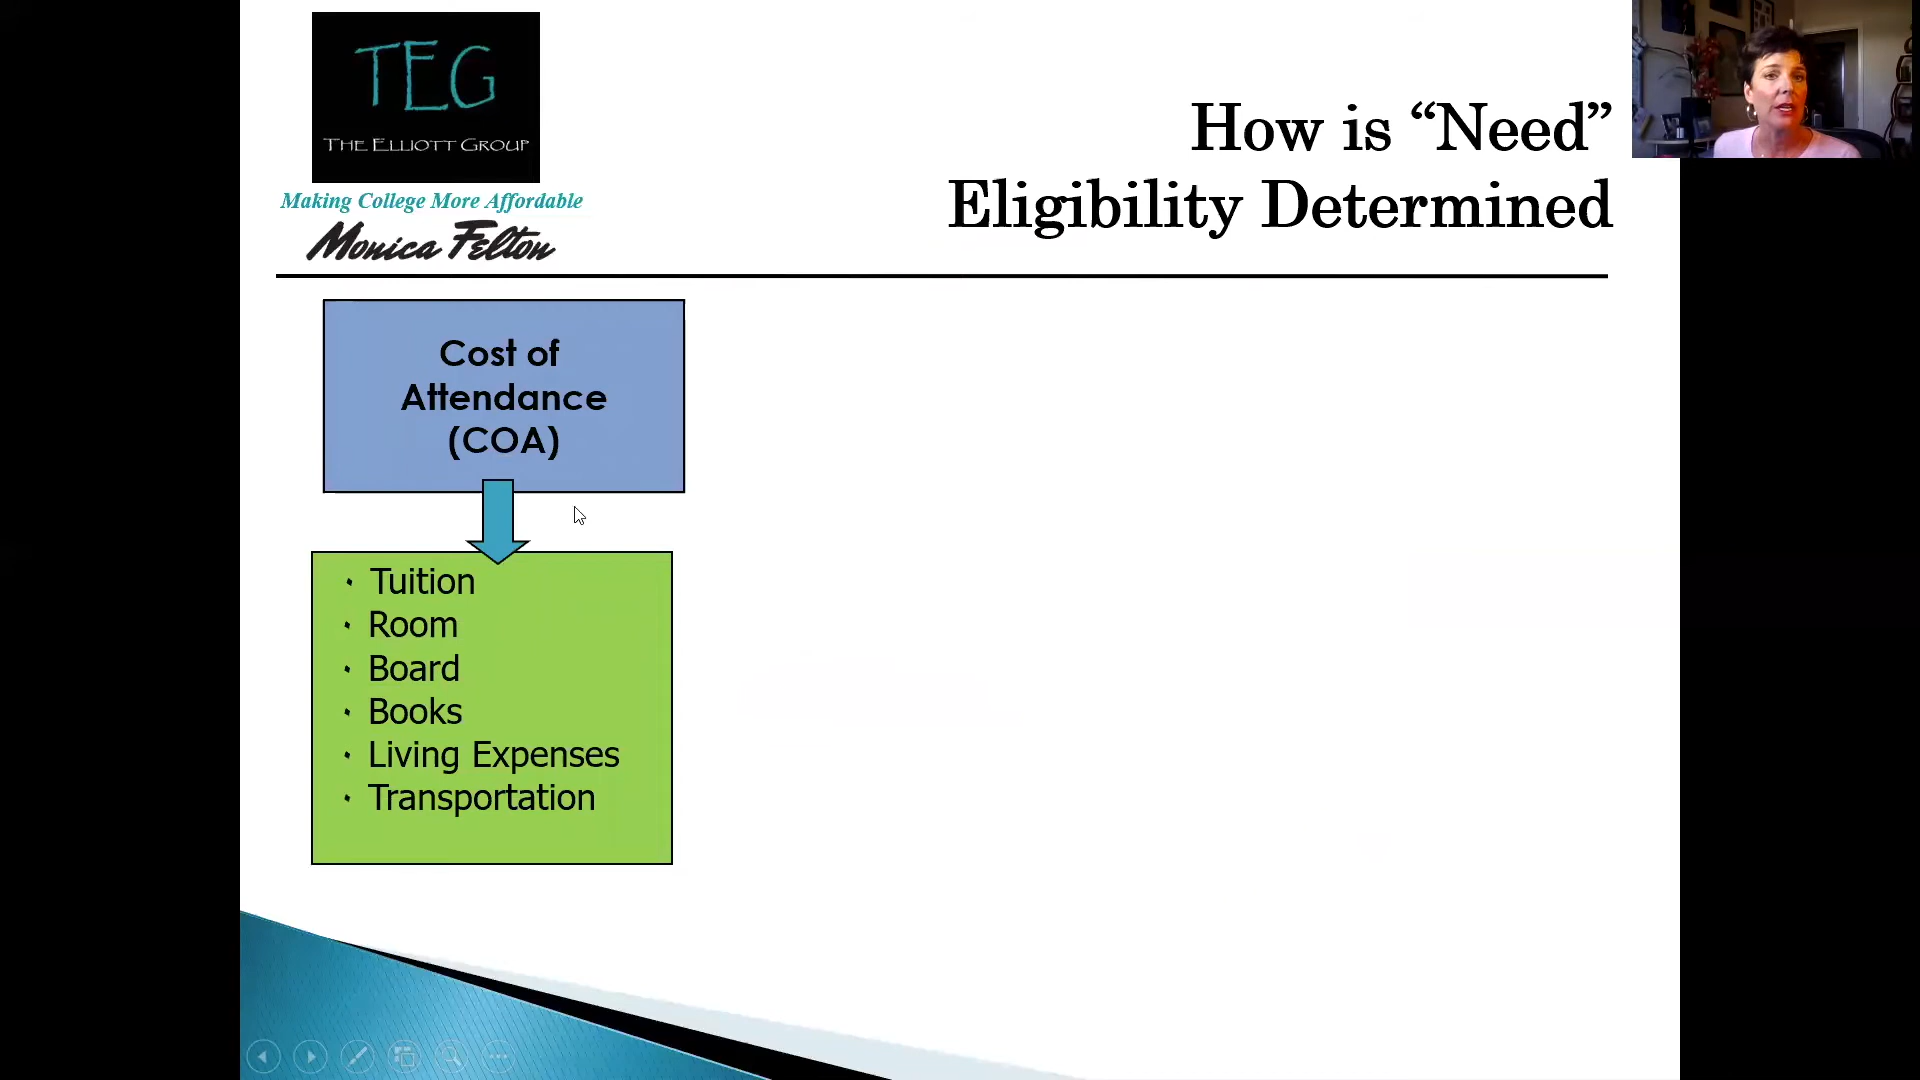 TEG
THE ELLIOTT GROUP
Making College More Affordable
Monica Felton
How is “Need”
Eligibility Determined
Cost of
Attendance
(COA)
• Tuition
• Room
• Board
• Books
• Living Expenses
• Transportation